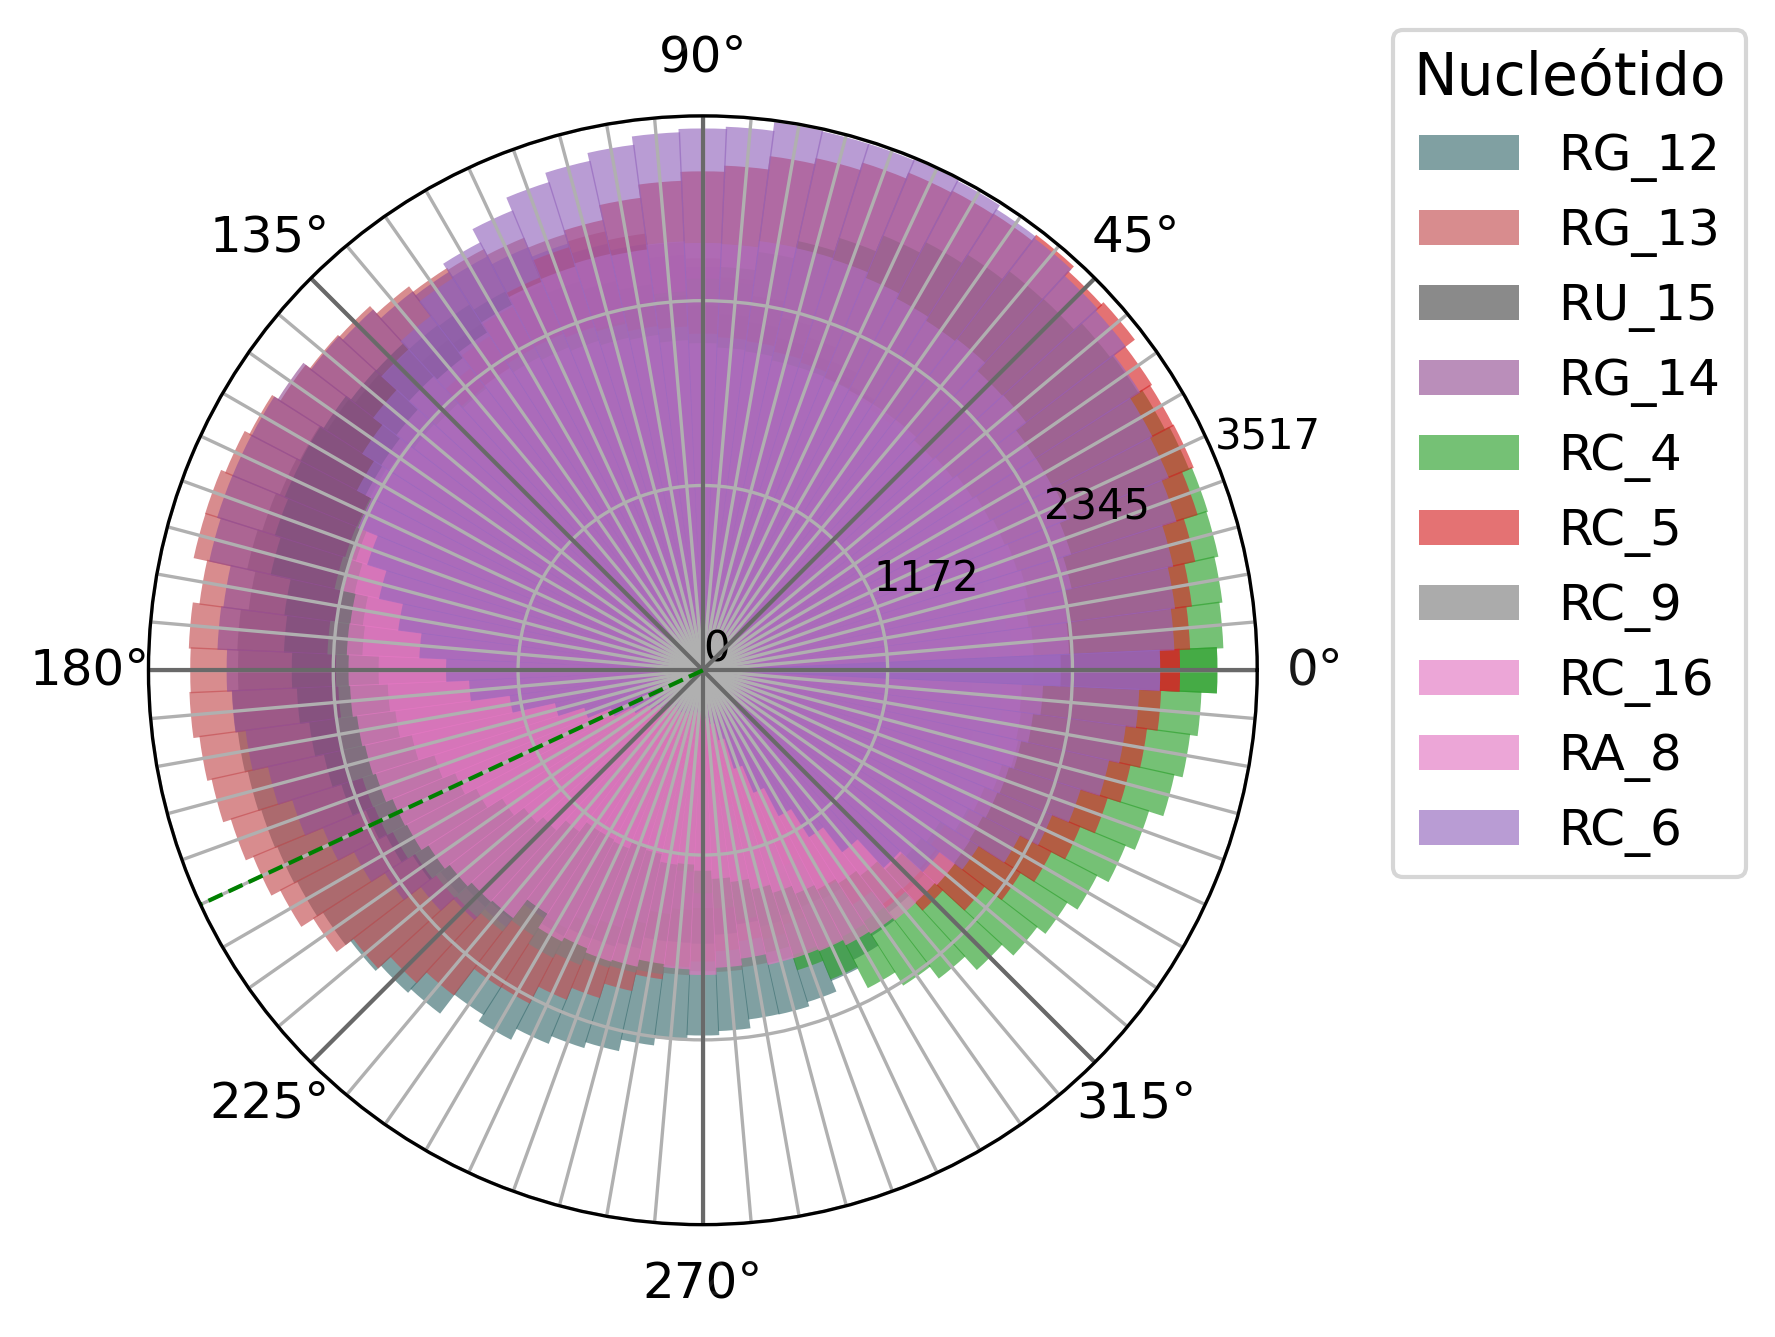 90°
135°
45°
3517
2345
1172
0
180°
0°
225°
315°
270°
Nucleótido
RG_12
RG_13
RU_15
RG_14
RC_4
RC_5
RC_9
RC_16
RA_8
RC_6